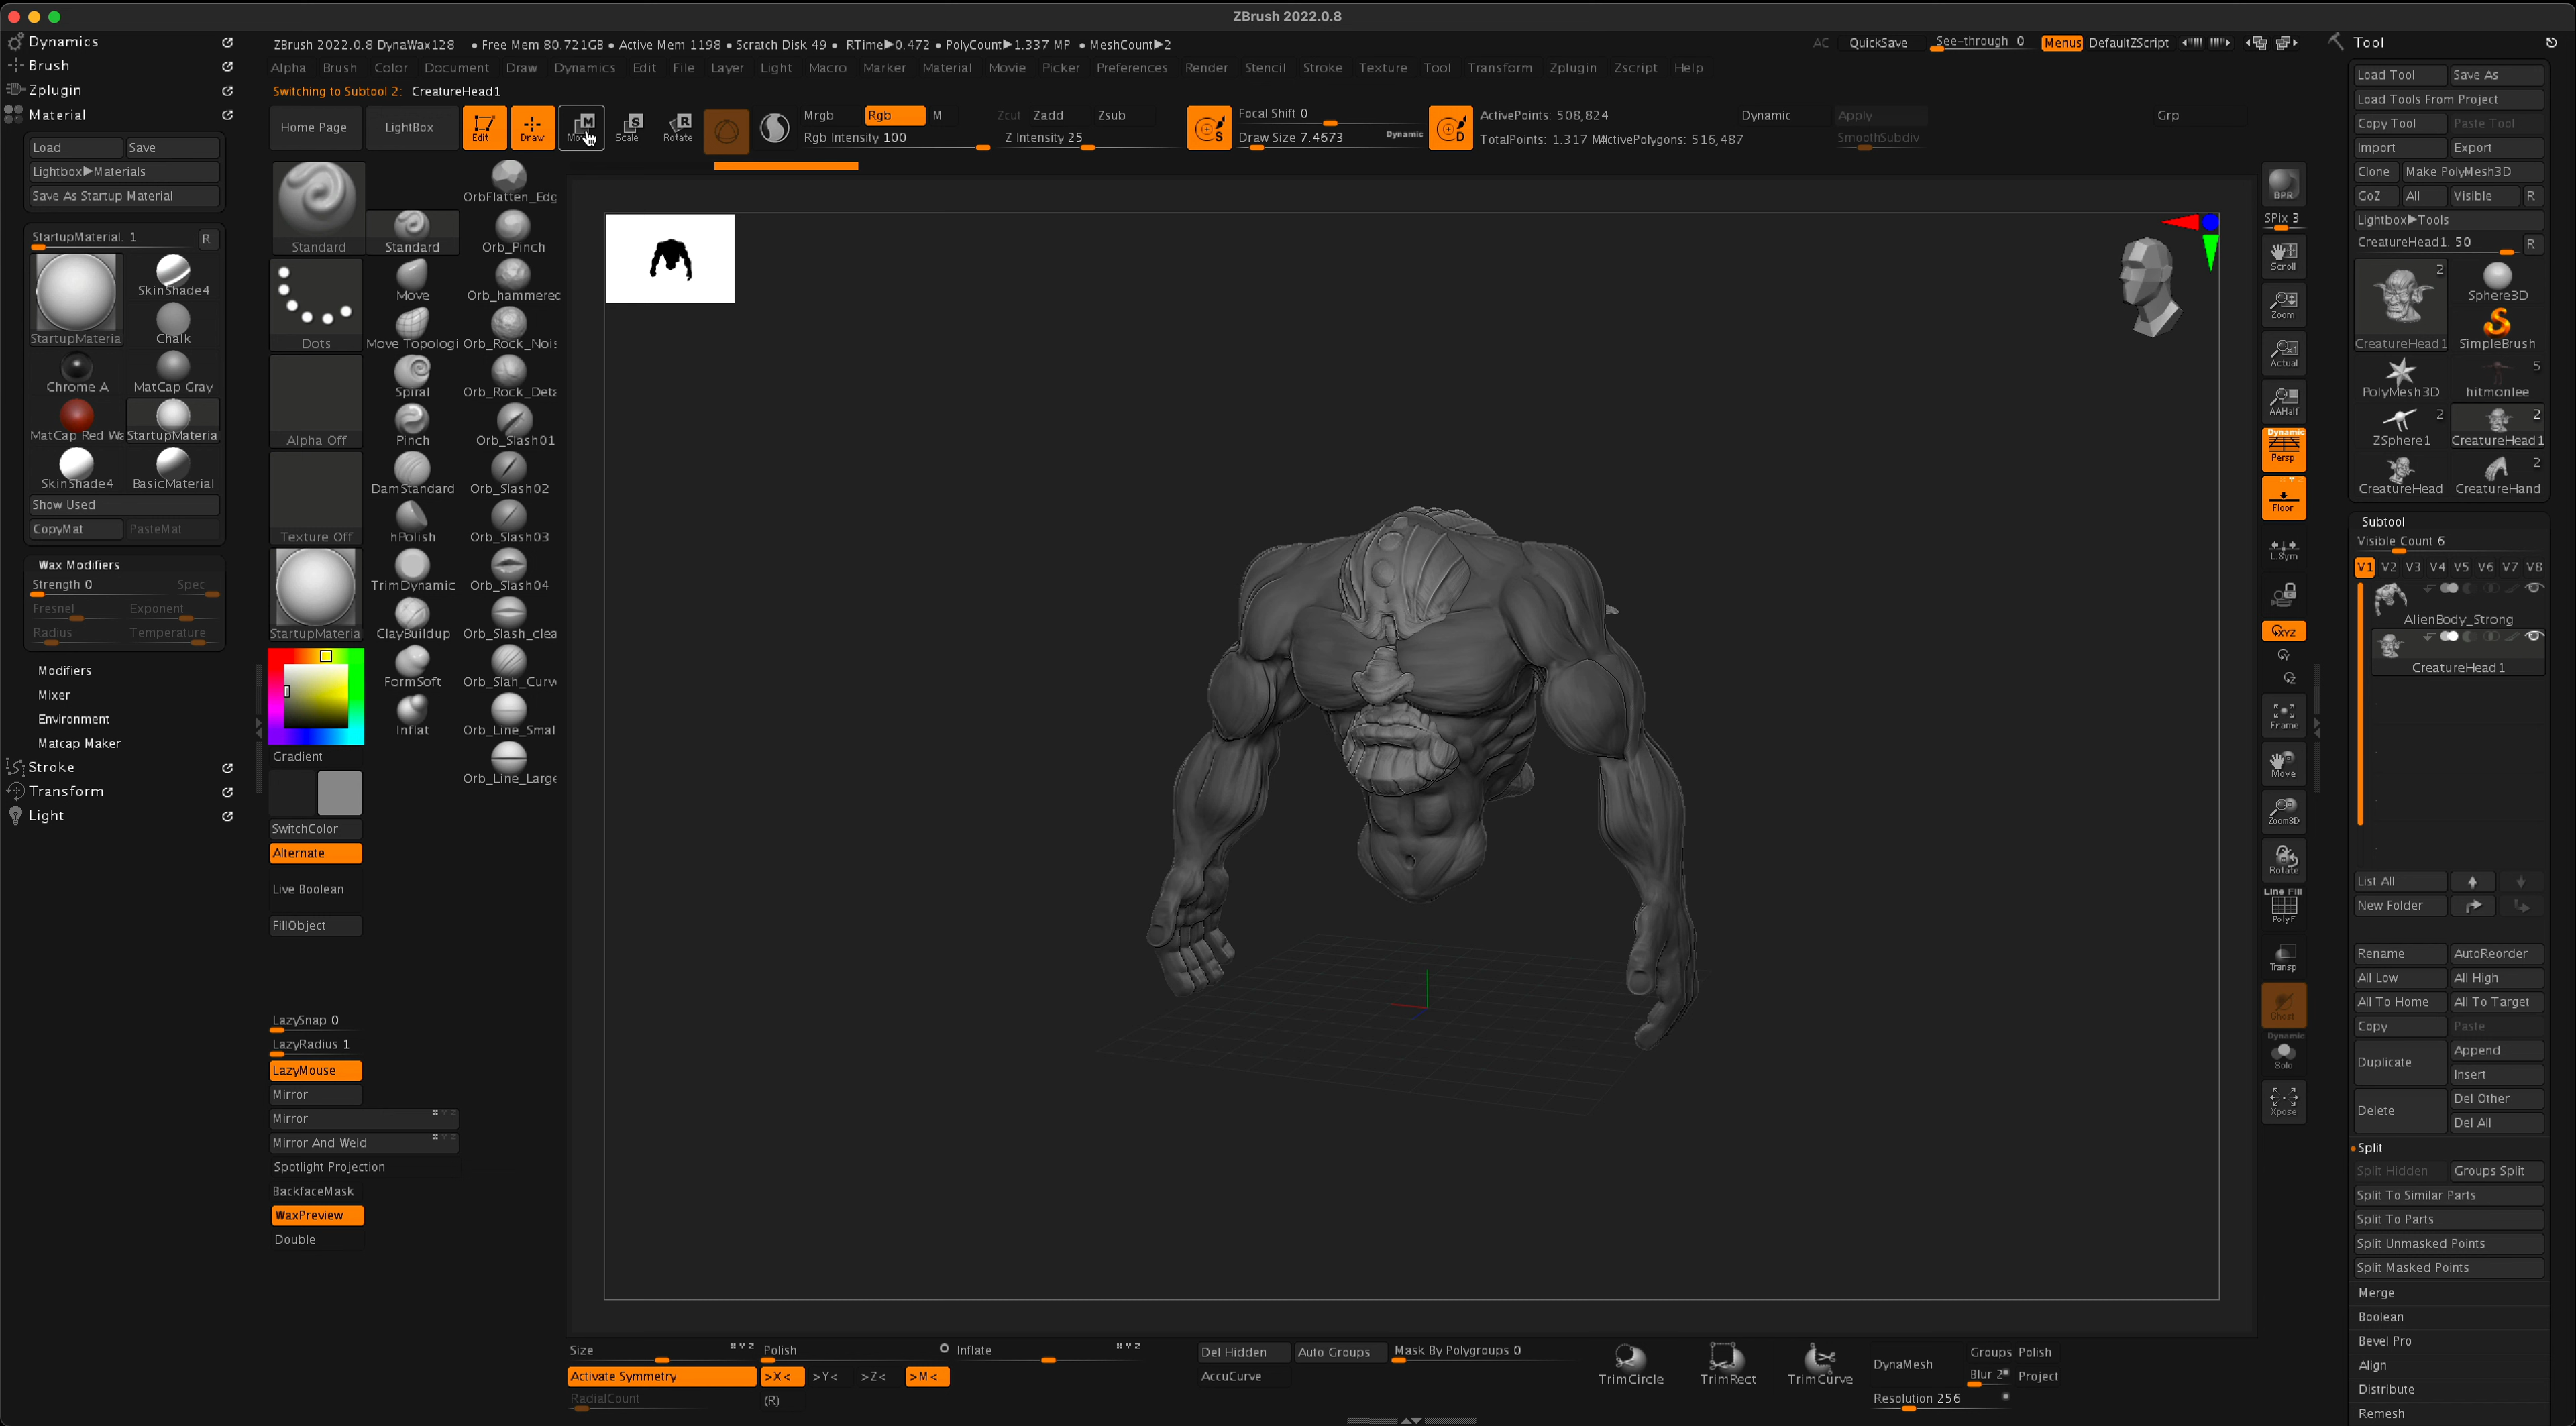 ZBrush 2022.0.8
Dynamics
Brush
Zplugin
Material
Load Save
Lightbox▶Materials
Save As Startup Material
StartupMaterial. 1 R
StartupMateria SkinShade4
Chalk
Chrome A MatCap Gray
MatCap Red Wa StartupMateria
SkinShade4 BasicMaterial
Show Used
CopyMat PasteMat
Wax Modifiers
Strength 0 Spec
Fresnel Exponent
Radius Temperature
Modifiers
Mixer
Environment
Matcap Maker
Stroke
Transform
Light
ZBrush 2022.0.8 DynaWax128 • Free Mem 80.721GB • Active Mem 1198 • Scratch Disk 49 • RTime▶0.472 • PolyCount▶1.337 MP • MeshCount▶2
AC QuickSave See-through 0 Menus DefaultZScript
Alpha Brush Color Document Draw Dynamics Edit File Layer Light Macro Marker Material Movie Picker Preferences Render Stencil Stroke Texture Tool Transform Zplugin Zscript Help
Switching to Subtool 2: CreatureHead1
Home Page LightBox Edit Draw Scale Rotate
Mrgb Rgb M Zcut Zadd Zsub
Rgb Intensity 100 Z Intensity 25
Focal Shift 0
Draw Size 7.4673 Dynamic
ActivePoints: 508,824
TotalPoints: 1.317 M ActivePolygons: 516,487
Dynamic Apply
SmoothSubdiv
Grp
Standard
Dots
Alpha Off
Texture Off
StartupMateria
Gradient
SwitchColor
Alternate
Live Boolean
FillObject
LazySnap 0
LazyRadius 1
LazyMouse
Mirror
Mirror
Mirror And Weld
Spotlight Projection
BackfaceMask
WaxPreview
Double
Standard
Move
Move Topologi
Spiral
Pinch
DamStandard
hPolish
TrimDynamic
ClayBuildup
FormSoft
Inflat
OrbFlatten_Edg
Orb_Pinch
Orb_hammered
Orb_Rock_Nois
Orb_Rock_Deta
Orb_Slash01
Orb_Slash02
Orb_Slash03
Orb_Slash04
Orb_Slash_clea
Orb_Slah_Curv
Orb_Line_Smal
Orb_Line_Large
BPR
SPix 3
Scroll
Zoom
Actual
AAHalf
Dynamic
Persp
Floor
L.Sym
XYZ
Frame
Move
Zoom3D
Rotate
Line Fill
PolyF
Transp
Ghost
Dynamic
Solo
Xpose
Tool
Load Tool Save As
Load Tools From Project
Copy Tool Paste Tool
Import Export
Clone Make PolyMesh3D
GoZ All Visible R
Lightbox▶Tools
CreatureHead1. 50 R
2
CreatureHead1 Sphere3D
SimpleBrush
5
PolyMesh3D hitmonlee
2 2
ZSphere1 CreatureHead1
2
CreatureHead CreatureHand
Subtool
Visible Count 6
V1 V2 V3 V4 V5 V6 V7 V8
AlienBody_Strong
CreatureHead1
List All
New Folder
Rename AutoReorder
All Low All High
All To Home All To Target
Copy Paste
Duplicate Append
Insert
Delete Del Other
Del All
Split
Split Hidden Groups Split
Split To Similar Parts
Split To Parts
Split Unmasked Points
Split Masked Points
Merge
Boolean
Bevel Pro
Align
Distribute
Remesh
Size XYZ Polish Inflate XYZ
Activate Symmetry >X< >Y< >Z< >M<
RadialCount (R)
Del Hidden Auto Groups Mask By Polygroups 0
AccuCurve
TrimCircle TrimRect TrimCurve
DynaMesh Groups Polish
Blur 2 Project
Resolution 256